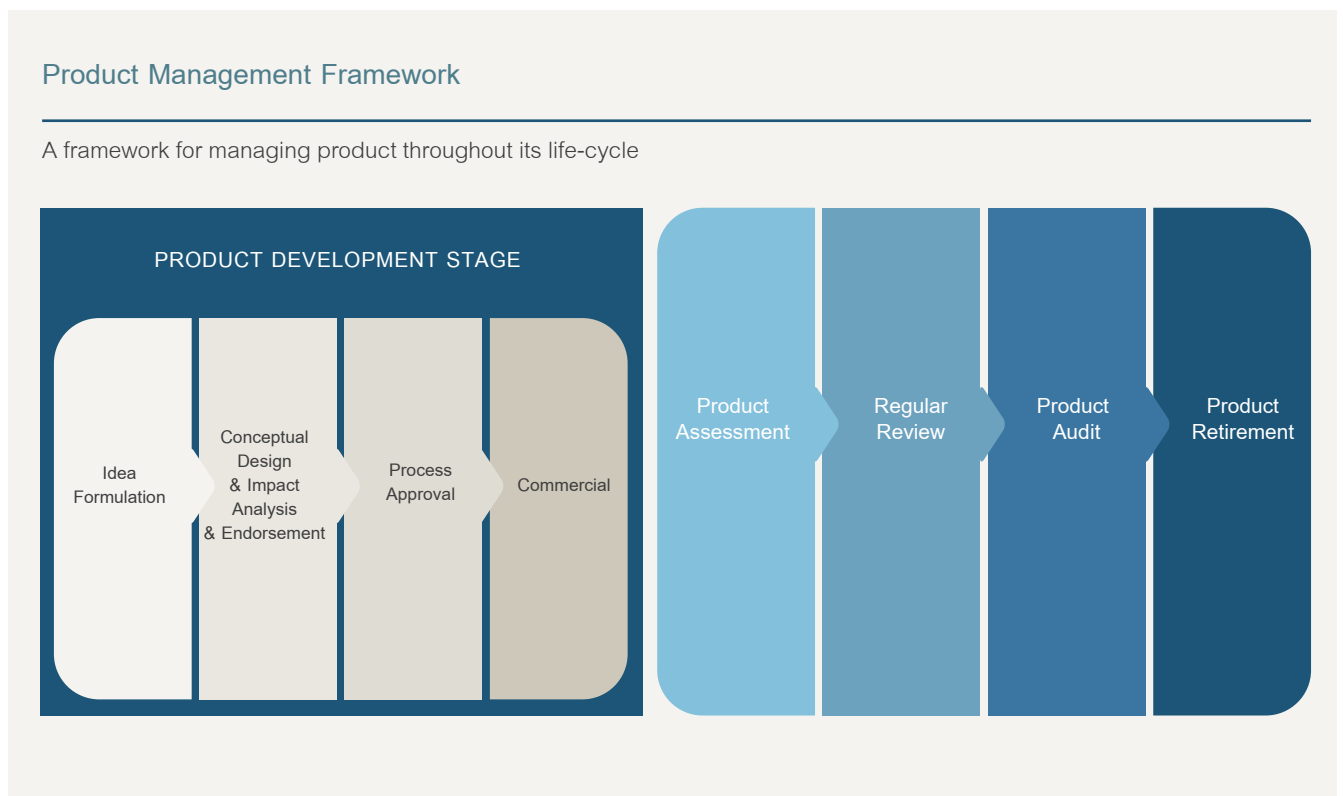 Product Management Framework
A framework for managing product throughout its life-cycle
PRODUCT DEVELOPMENT STAGE
Idea
Formulation
Conceptual
Design
& Impact
Analysis
& Endorsement
Process
Approval
Commercial
Product
Assessment
Regular
Review
Product
Audit
Product
Retirement